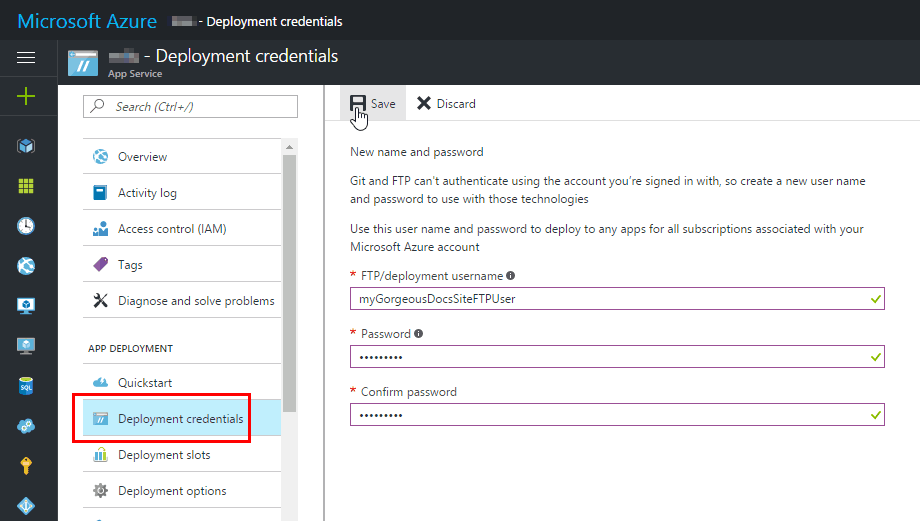 Microsoft Azure
- Deployment credentials
- Deployment credentials
App Service
Search (Ctrl+/)
Overview
Activity log
Access control (IAM)
Tags
Diagnose and solve problems
APP DEPLOYMENT
Quickstart
Deployment credentials
Deployment slots
Deployment options
Save
Discard
New name and password
Git and FTP can't authenticate using the account you're signed in with, so create a new user name
and password to use with those technologies
Use this user name and password to deploy to any apps for all subscriptions associated with your
Microsoft Azure account
* FTP/deployment username
myGorgeousDocsSiteFTPUser
* Password
•••••••••
* Confirm password
•••••••••
SQL